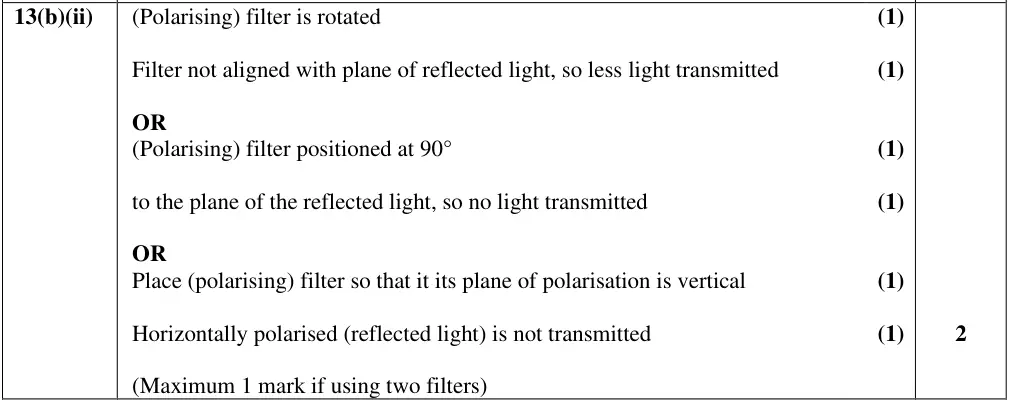 13(b)(ii) (Polarising) filter is rotated (1)
Filter not aligned with plane of reflected light, so less light transmitted (1)
OR
(Polarising) filter positioned at 90° (1)
to the plane of the reflected light, so no light transmitted (1)
OR
Place (polarising) filter so that it its plane of polarisation is vertical (1)
Horizontally polarised (reflected light) is not transmitted (1) 2
(Maximum 1 mark if using two filters)